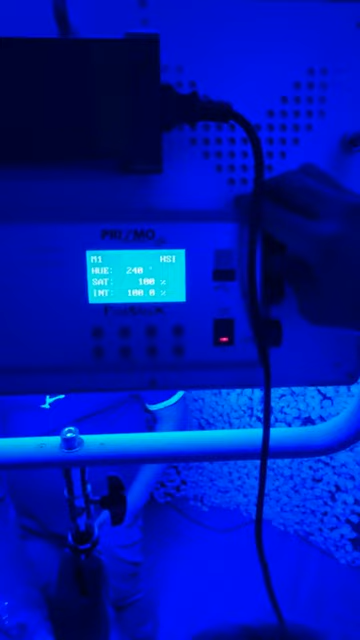 M1 HSI
HUE: 240 °
SAT: 100 %
INT: 100.0 %